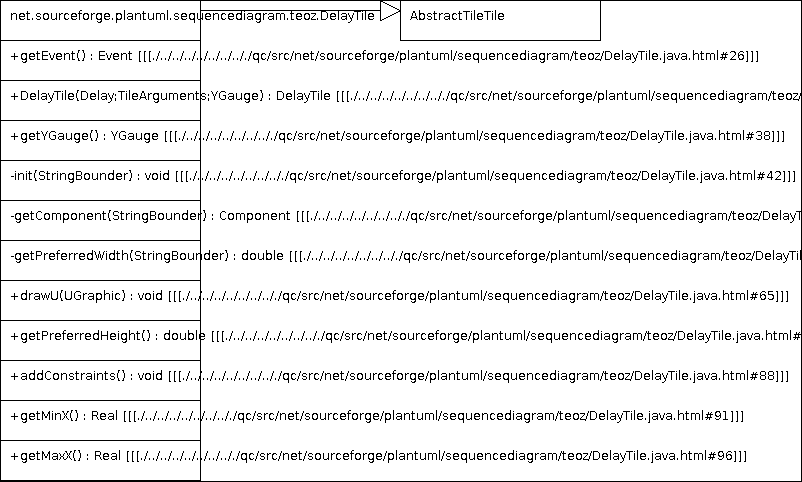 net.sourceforge.plantuml.sequencediagram.teoz.DelayTile
AbstractTileTile
+getEvent() : Event [[[./../../../../../../../qc/src/net/sourceforge/plantuml/sequencediagram/teoz/DelayTile.java.html#26]]]
+DelayTile(Delay;TileArguments;YGauge) : DelayTile [[[./../../../../../../../qc/src/net/sourceforge/plantuml/sequencediagram/teoz/
+getYGauge() : YGauge [[[./../../../../../../../qc/src/net/sourceforge/plantuml/sequencediagram/teoz/DelayTile.java.html#38]]]
-init(StringBounder) : void [[[./../../../../../../../qc/src/net/sourceforge/plantuml/sequencediagram/teoz/DelayTile.java.html#42]]]
-getComponent(StringBounder) : Component [[[./../../../../../../../qc/src/net/sourceforge/plantuml/sequencediagram/teoz/DelayT
-getPreferredWidth(StringBounder) : double [[[./../../../../../../../qc/src/net/sourceforge/plantuml/sequencediagram/teoz/DelayTil
+drawU(UGraphic) : void [[[./../../../../../../../qc/src/net/sourceforge/plantuml/sequencediagram/teoz/DelayTile.java.html#65]]]
+getPreferredHeight() : double [[[./../../../../../../../qc/src/net/sourceforge/plantuml/sequencediagram/teoz/DelayTile.java.html#
+addConstraints() : void [[[./../../../../../../../qc/src/net/sourceforge/plantuml/sequencediagram/teoz/DelayTile.java.html#88]]]
+getMinX() : Real [[[./../../../../../../../qc/src/net/sourceforge/plantuml/sequencediagram/teoz/DelayTile.java.html#91]]]
+getMaxX() : Real [[[./../../../../../../../qc/src/net/sourceforge/plantuml/sequencediagram/teoz/DelayTile.java.html#96]]]